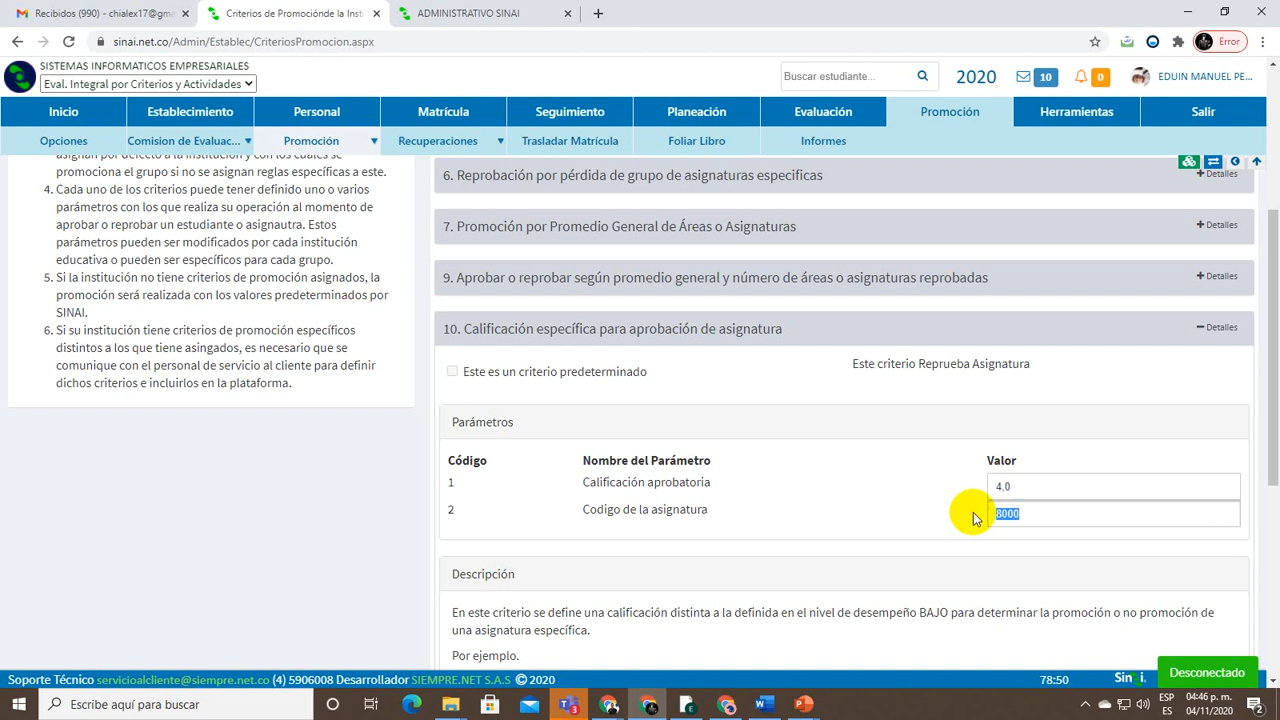 Recibidos (990) - chialex17@gm
Criterios de Promociónde la Inst
ADMINISTRATIVO SINAI
sinai.net.co/Admin/Establec/CriteriosPromocion.aspx
Error
SISTEMAS INFORMATICOS EMPRESARIALES
Eval. Integral por Criterios y Actividades
Buscar estudiante...
2020
10
0
EDUIN MANUEL PE...
Inicio
Establecimiento
Personal
Matrícula
Seguimiento
Planeación
Evaluación
Promoción
Herramientas
Salir
Opciones
Comision de Evaluac...
Promoción
Recuperaciones
Trasladar Matrícula
Foliar Libro
Informes
asignan por defecto a la institución y con los cuales se
promociona el grupo si no se asignan reglas específicas a este.
4. Cada uno de los criterios puede tener definido uno o varios
parámetros con los que realiza su operación al momento de
aprobar o reprobar un estudiante o asignautra. Estos
parámetros pueden ser modificados por cada institución
educativa o pueden ser específicos para cada grupo.
5. Si la institución no tiene criterios de promoción asignados, la
promoción será realizada con los valores predeterminados por
SINAI.
6. Si su institución tiene criterios de promoción específicos
distintos a los que tiene asingados, es necesario que se
comunique con el personal de servicio al cliente para definir
dichos criterios e incluirlos en la plataforma.
6. Reprobación por pérdida de grupo de asignaturas especificas
Detalles
7. Promoción por Promedio General de Áreas o Asignaturas
Detalles
9. Aprobar o reprobar según promedio general y número de áreas o asignaturas reprobadas
Detalles
10. Calificación específica para aprobación de asignatura
Detalles
Este es un criterio predeterminado
Este criterio Reprueba Asignatura
Parámetros
Código Nombre del Parámetro Valor
1 Calificación aprobatoria 4,0
2 Codigo de la asignatura 8000
Descripción
En este criterio se define una calificación distinta a la definida en el nivel de desempeño BAJO para determinar la promoción o no promoción de
una asignatura específica.
Por ejemplo.
Soporte Técnico servicioalcliente@siempre.net.co (4) 5906008 Desarrollador SIEMPRE.NET S.A.S © 2020
78:50
Desconectado
Escribe aquí para buscar
ESP
ES
04:46 p. m.
04/11/2020